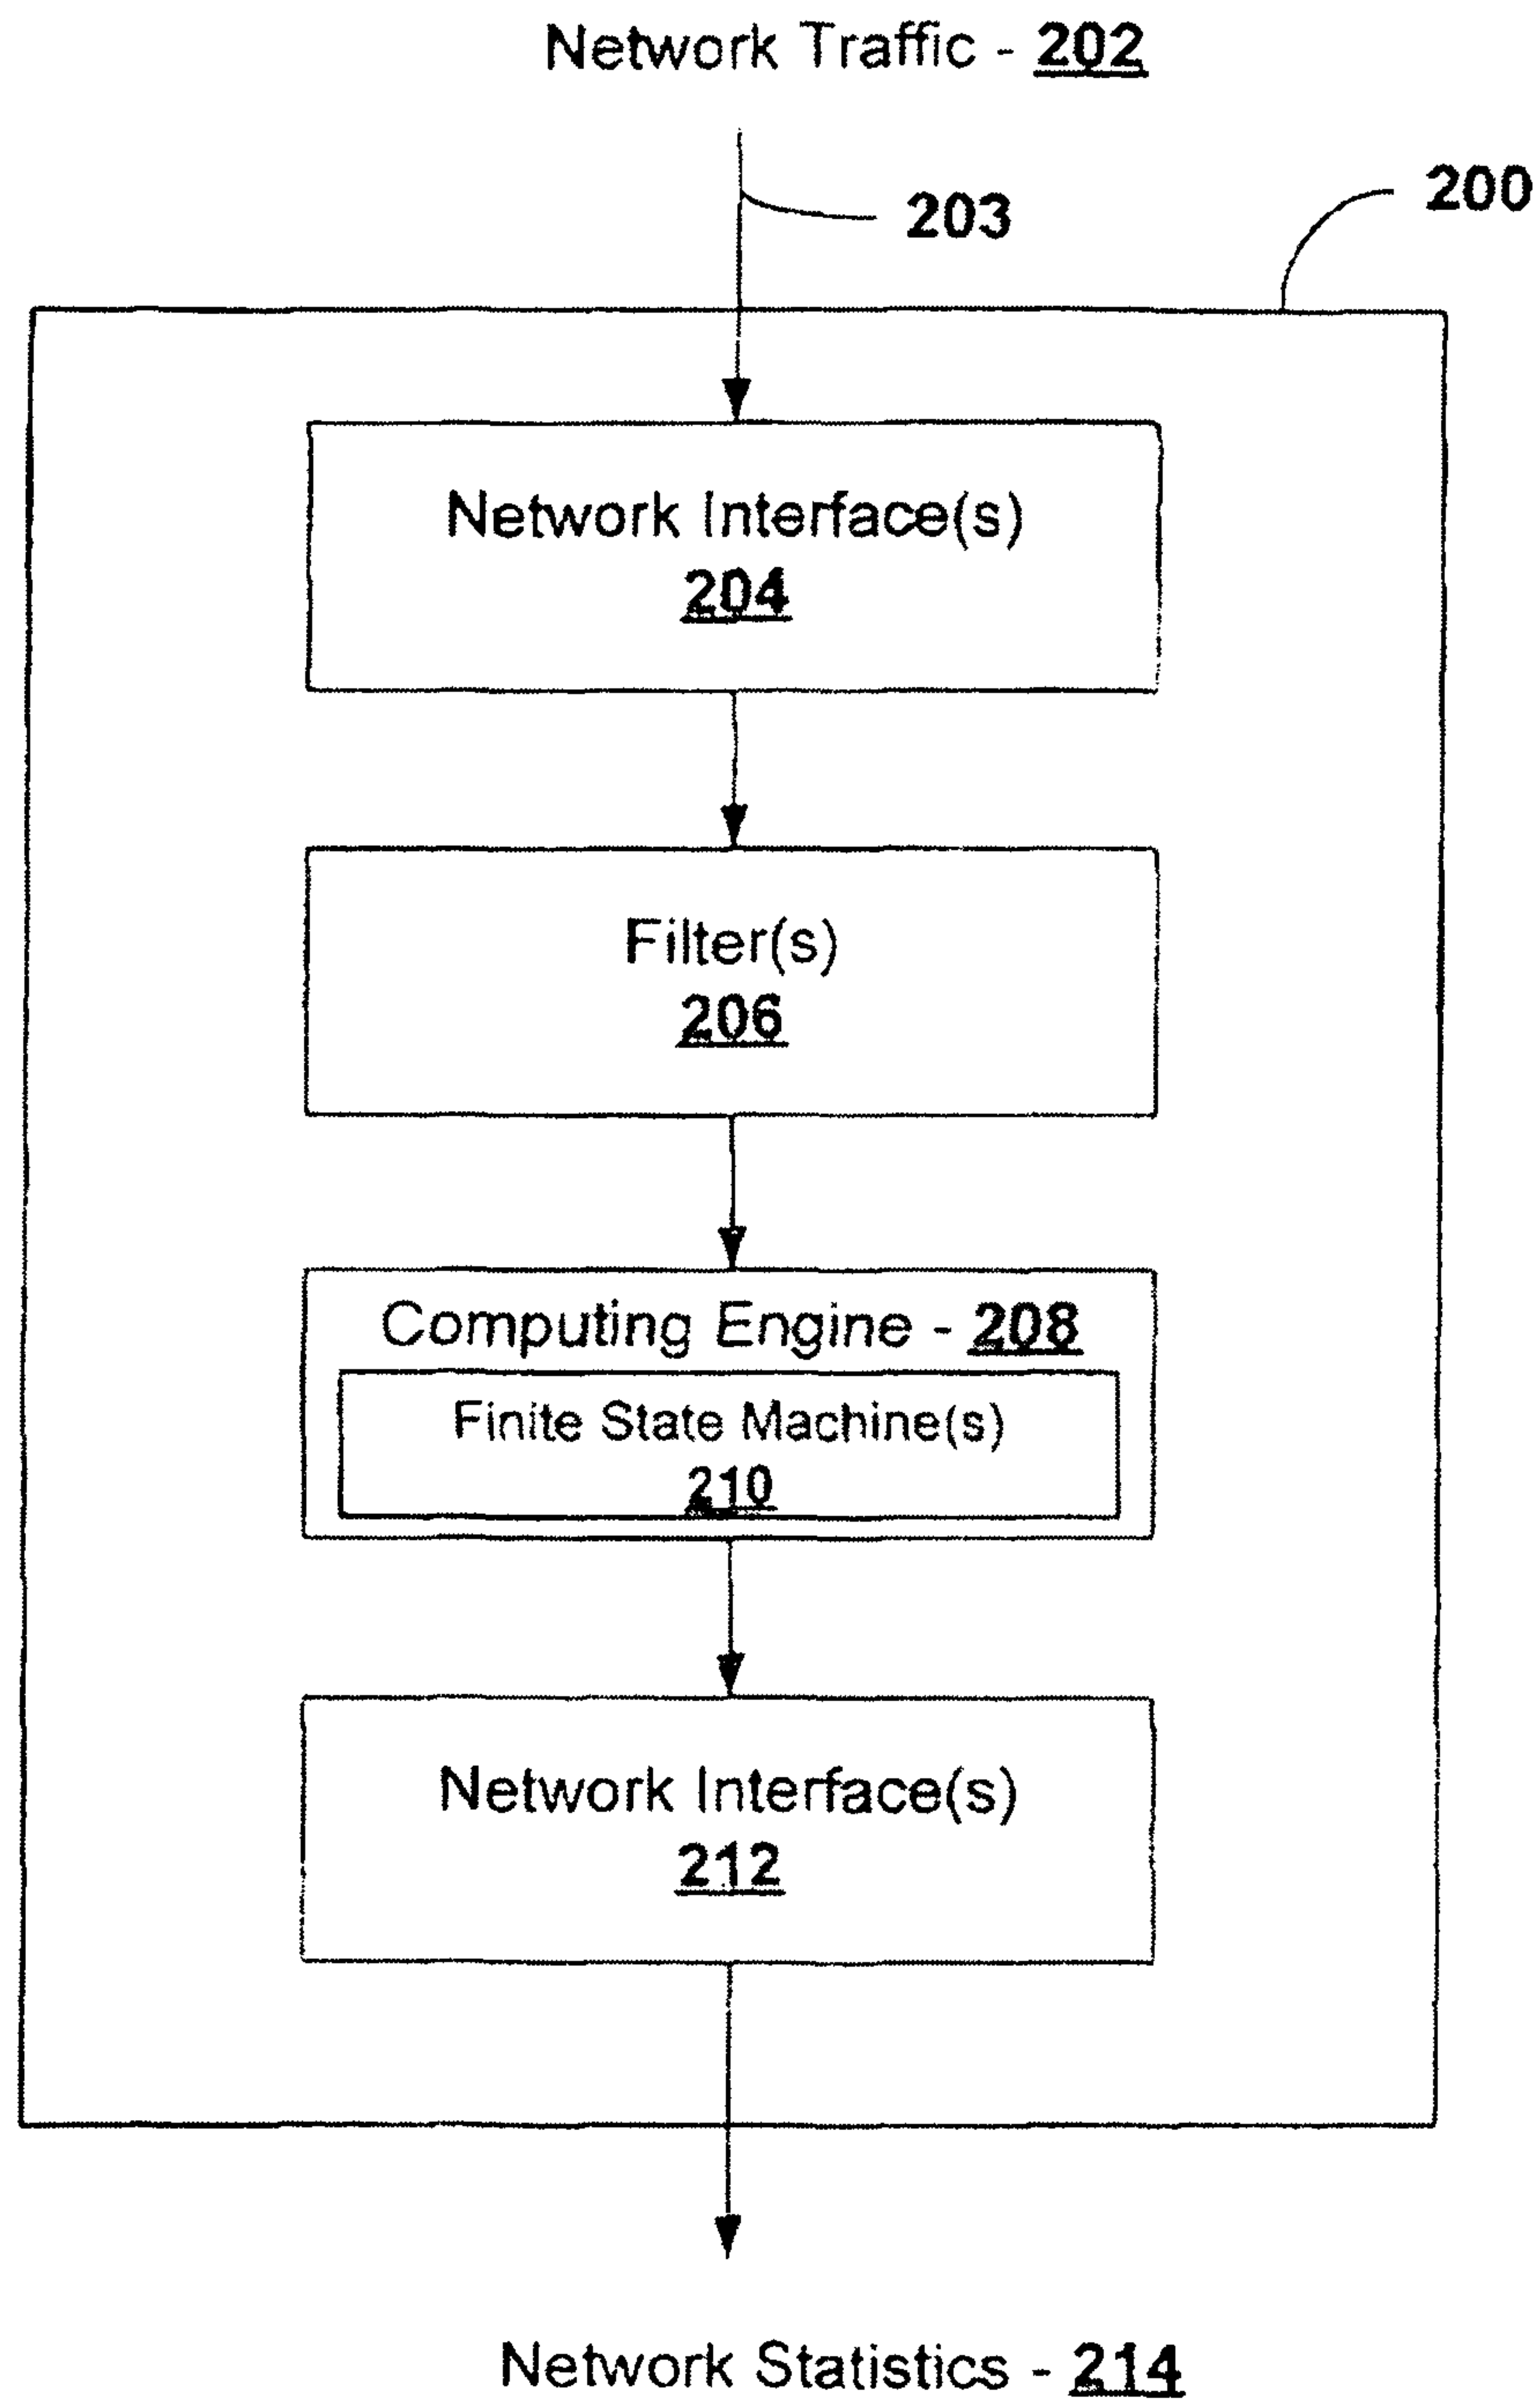 Network Traffic - 202
203
200
Network Interface(s)
204
Filter(s)
206
Computing Engine - 208
Finite State Machine(s)
210
Network Interface(s)
212
Network Statistics - 214